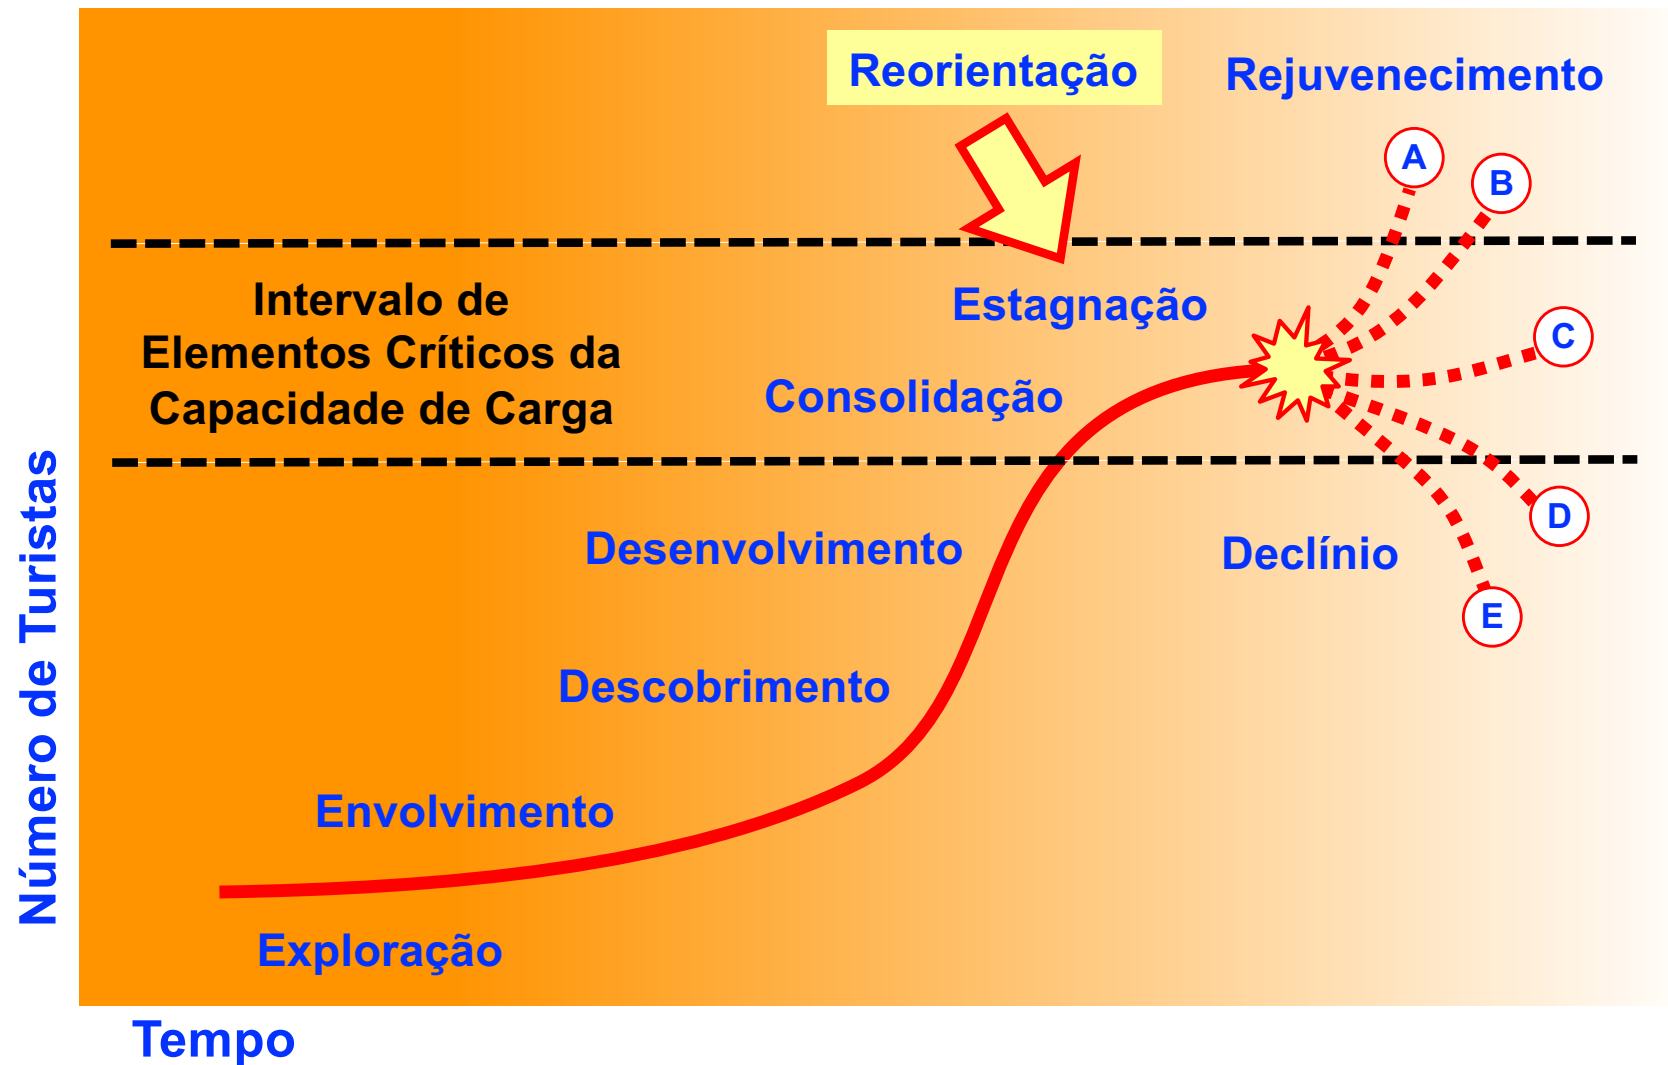 Reorientação
Rejuvenecimento
A
B
Intervalo de
Elementos Críticos da
Capacidade de Carga
Estagnação
C
Consolidação
Desenvolvimento
Declínio
D
E
Descobrimento
Envolvimento
Exploração
Número de Turistas
Tempo